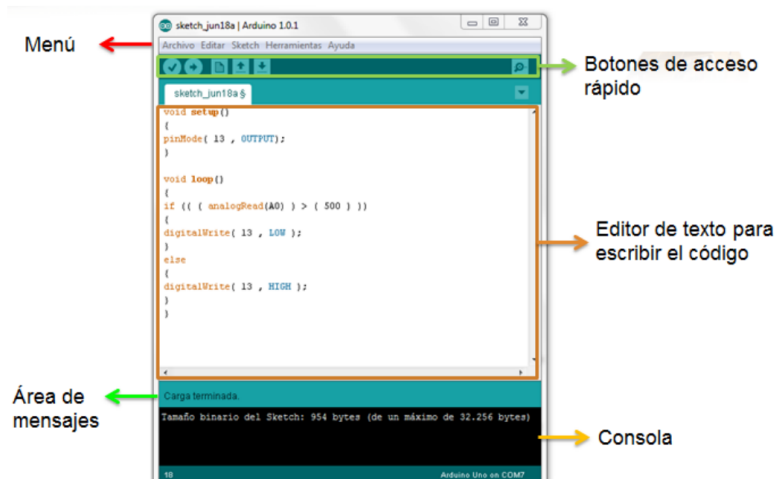 sketch_jun18a | Arduino 1.0.1
Menú
Archivo Editar Sketch Herramientas Ayuda
Botones de acceso
rápido
sketch_jun18a §
void setup()
{
pinMode( 13 , OUTPUT);
}
void loop()
{
if (( ( analogRead(A0) ) > ( 500 ) ))
{
digitalWrite( 13 , LOW );
}
else
{
digitalWrite( 13 , HIGH );
}
}
Editor de texto para
escribir el código
Área de
mensajes
Carga terminada.
Tamaño binario del Sketch: 954 bytes (de un máximo de 32.256 bytes)
Consola
18
Arduino Uno on COM7